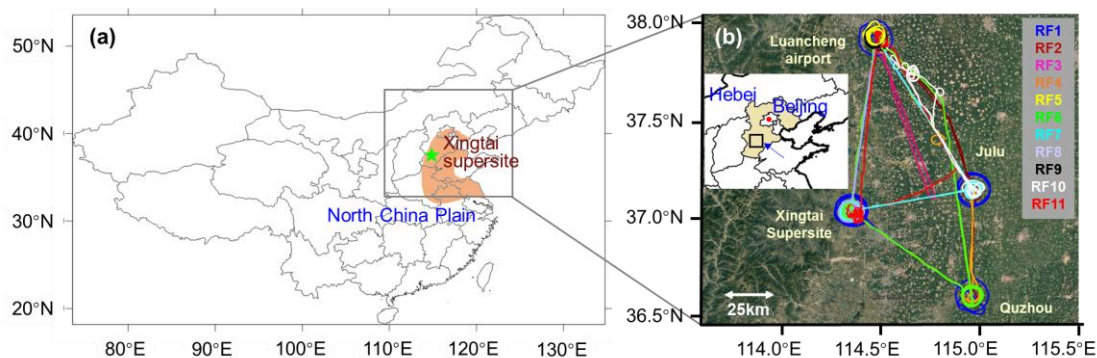 (a)
50°N
40°N
30°N
20°N
80°E 90°E 100°E 110°E 120°E 130°E
Xingtai
supersite
North China Plain
(b)
38.0°N
37.5°N
37.0°N
36.5°N
114.0°E 114.5°E 115.0°E 115.5°E
Luancheng
airport
Hebei
Beijing
Julu
Xingtai
Supersite
Quzhou
25km
RF1
RF2
RF3
RF4
RF5
RF6
RF7
RF8
RF9
RF10
RF11